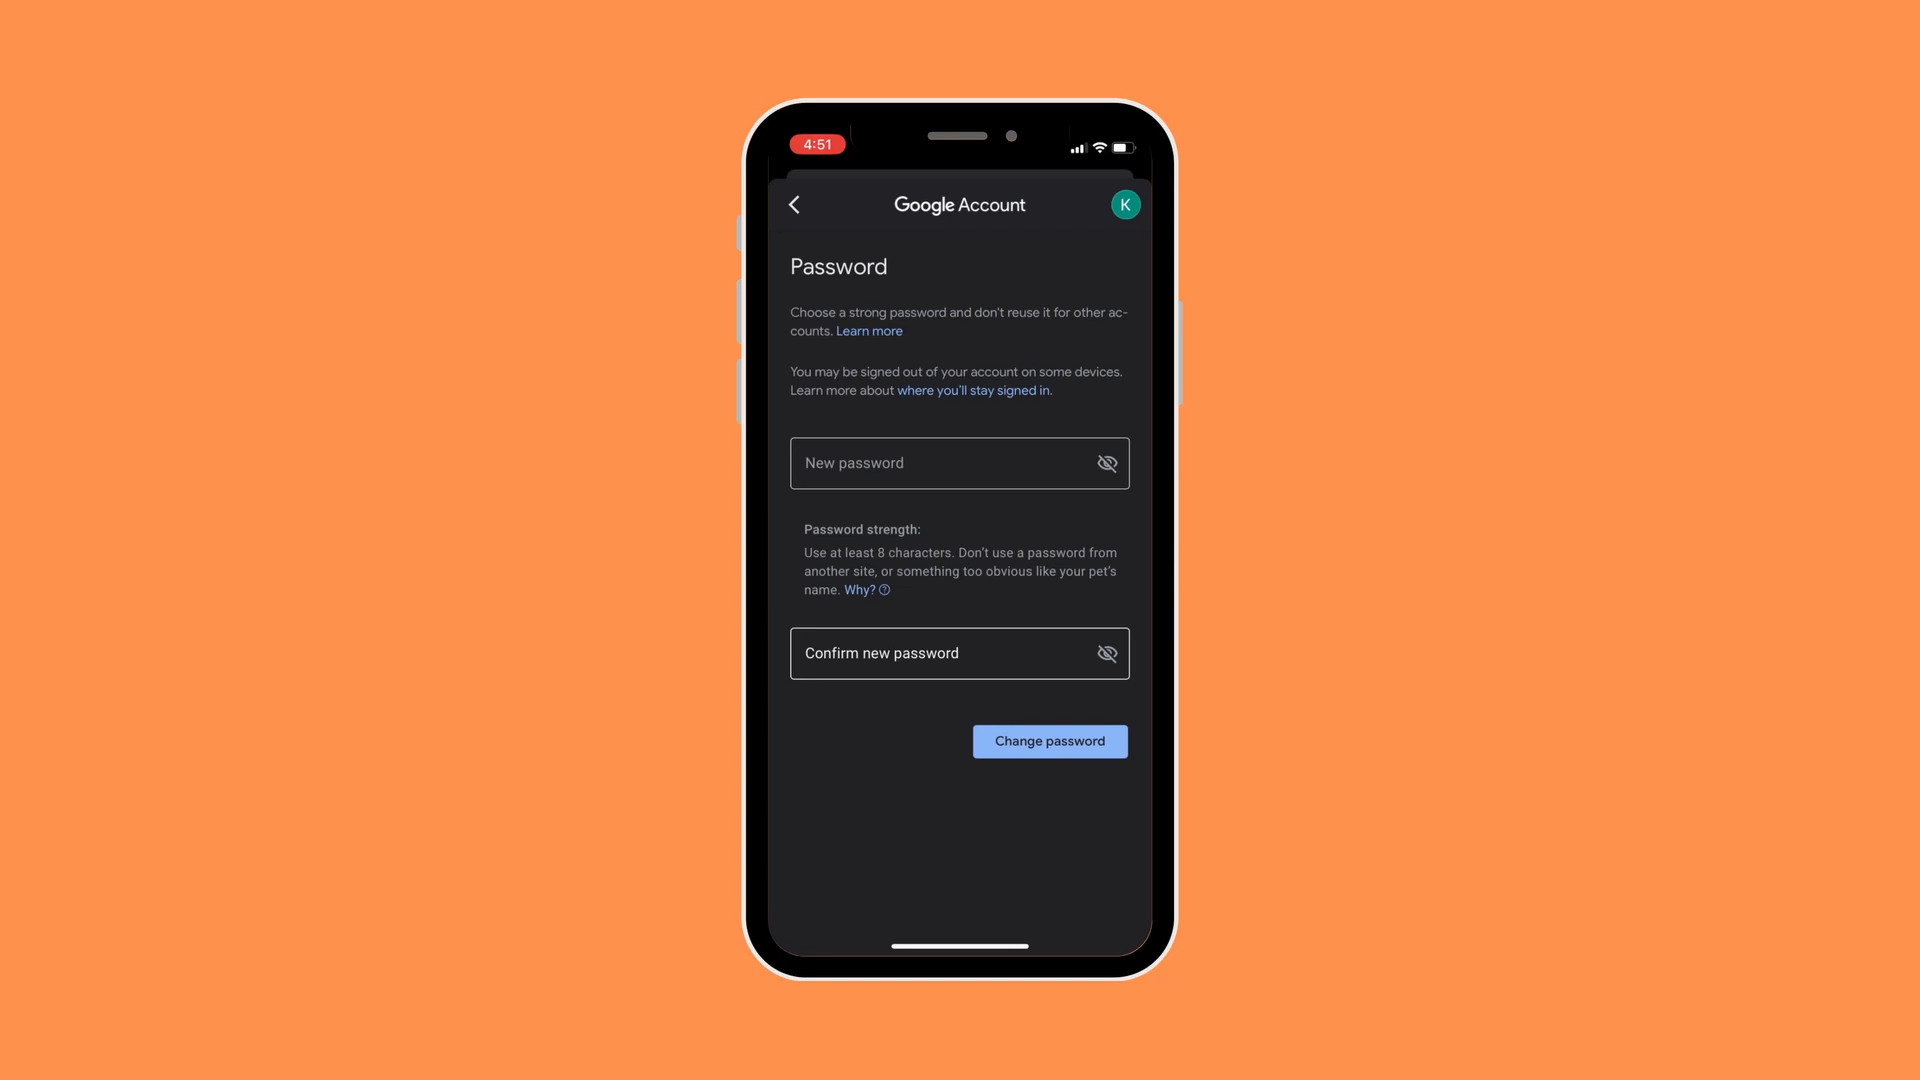 4:51
Google Account
K
Password
Choose a strong password and don't reuse it for other ac-
counts. Learn more
You may be signed out of your account on some devices.
Learn more about where you'll stay signed in.
New password
Password strength:
Use at least 8 characters. Don't use a password from
another site, or something too obvious like your pet's
name. Why?
Confirm new password
Change password